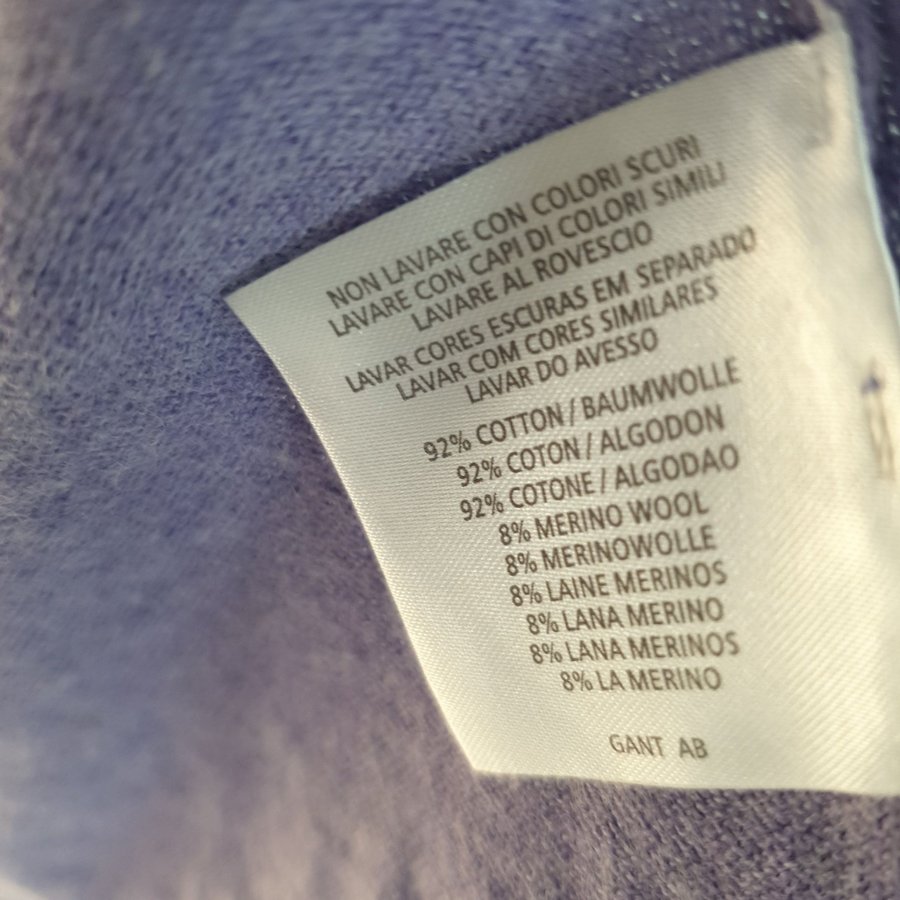 NON LAVARE CON COLORI SCURI
LAVARE CON CAPI DI COLORI SIMILI
LAVARE AL ROVESCIO
LAVAR CORES ESCURAS EM SEPARADO
LAVAR COM CORES SIMILARES
LAVAR DO AVESSO
92% COTTON / BAUMWOLLE
92% COTON / ALGODON
92% COTONE / ALGODAO
8% MERINO WOOL
8% MERINOWOLLE
8% LAINE MERINOS
8% LANA MERINO
8% LANA MERINOS
8% LA MERINO
GANT AB